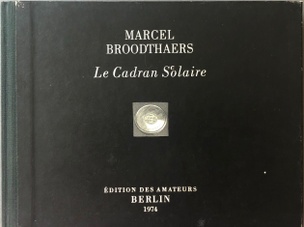 MARCEL
BROODTHAERS
Le Cadran Solaire
ÉDITION DES AMATEURS
BERLIN
1974